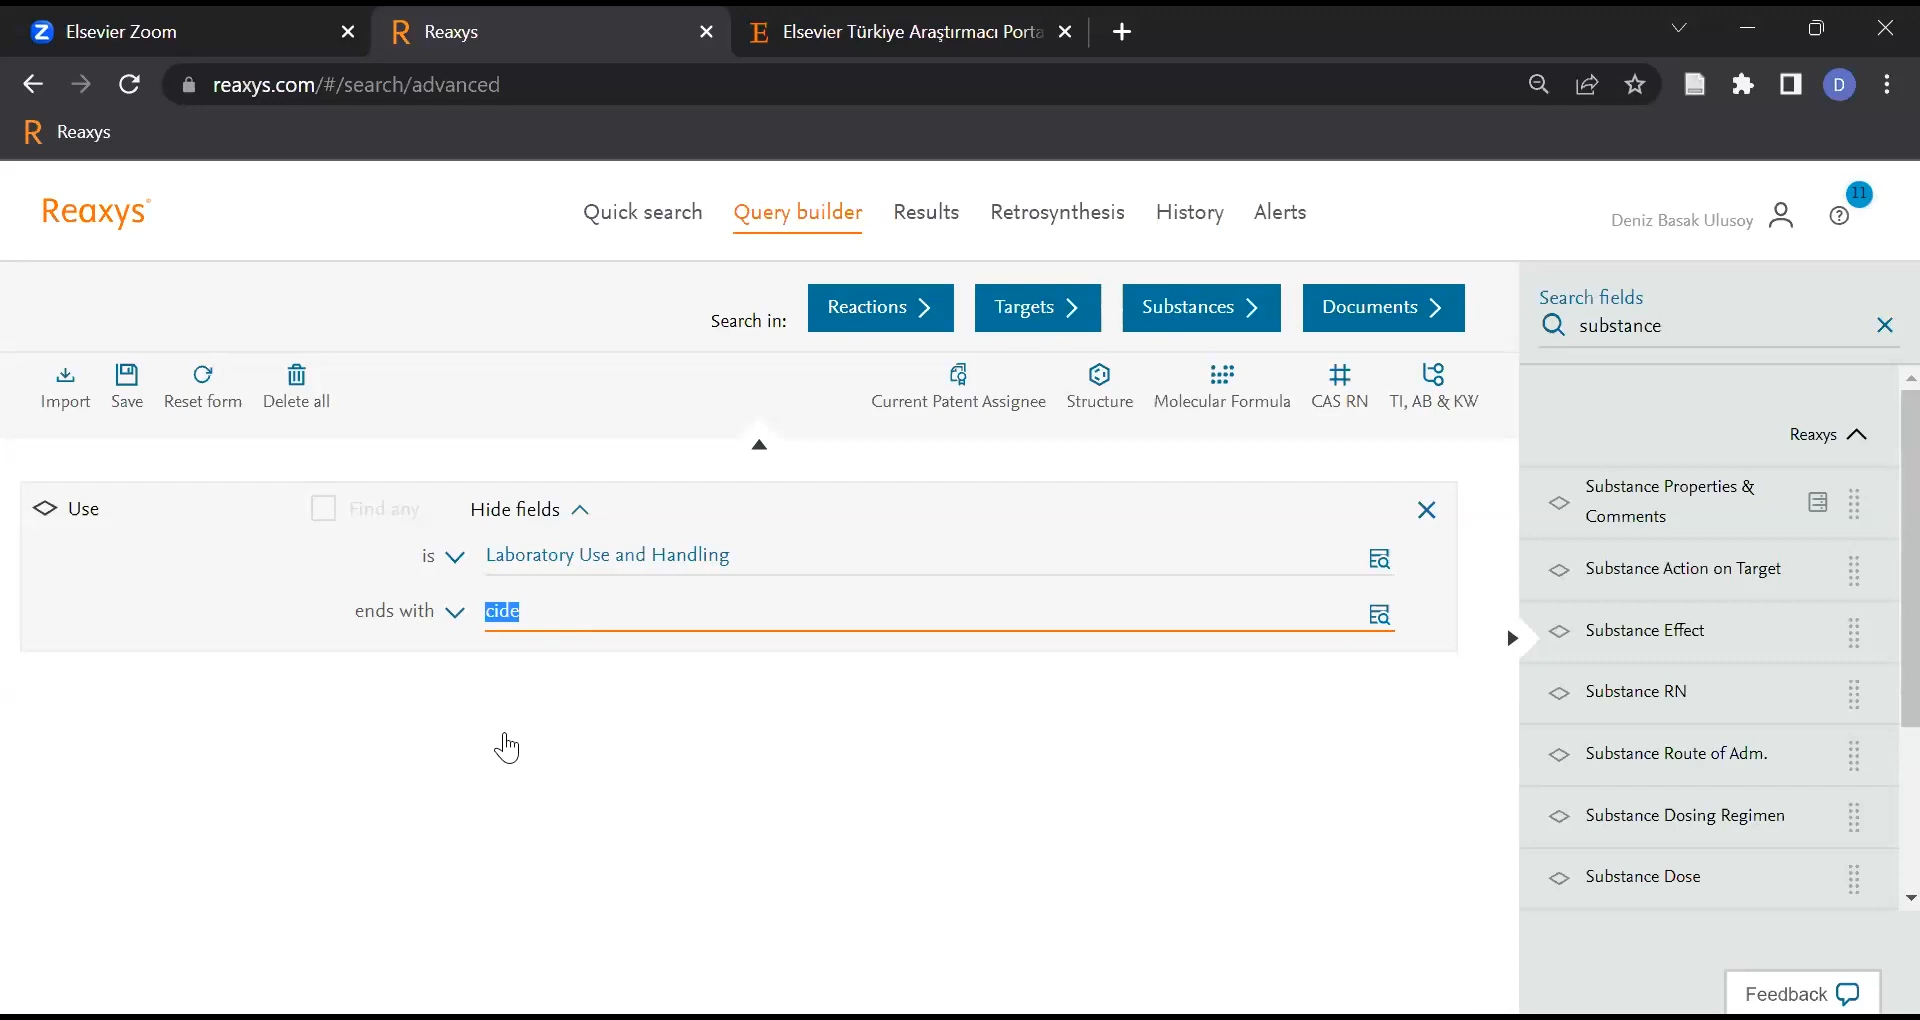 Elsevier Zoom
Reaxys
Elsevier Türkiye Araştırmacı Porta
reaxys.com/#/search/advanced
D
Reaxys
Reaxys
Quick search
Query builder
Results
Retrosynthesis
History
Alerts
Deniz Basak Ulusoy
11
Search in:
Reactions
Targets
Substances
Documents
Search fields
substance
Import
Save
Reset form
Delete all
Current Patent Assignee
Structure
Molecular Formula
CAS RN
TI, AB & KW
Reaxys
Use
Find any
Hide fields
is
Laboratory Use and Handling
ends with
cide
Substance Properties &
Comments
Substance Action on Target
Substance Effect
Substance RN
Substance Route of Adm.
Substance Dosing Regimen
Substance Dose
Feedback